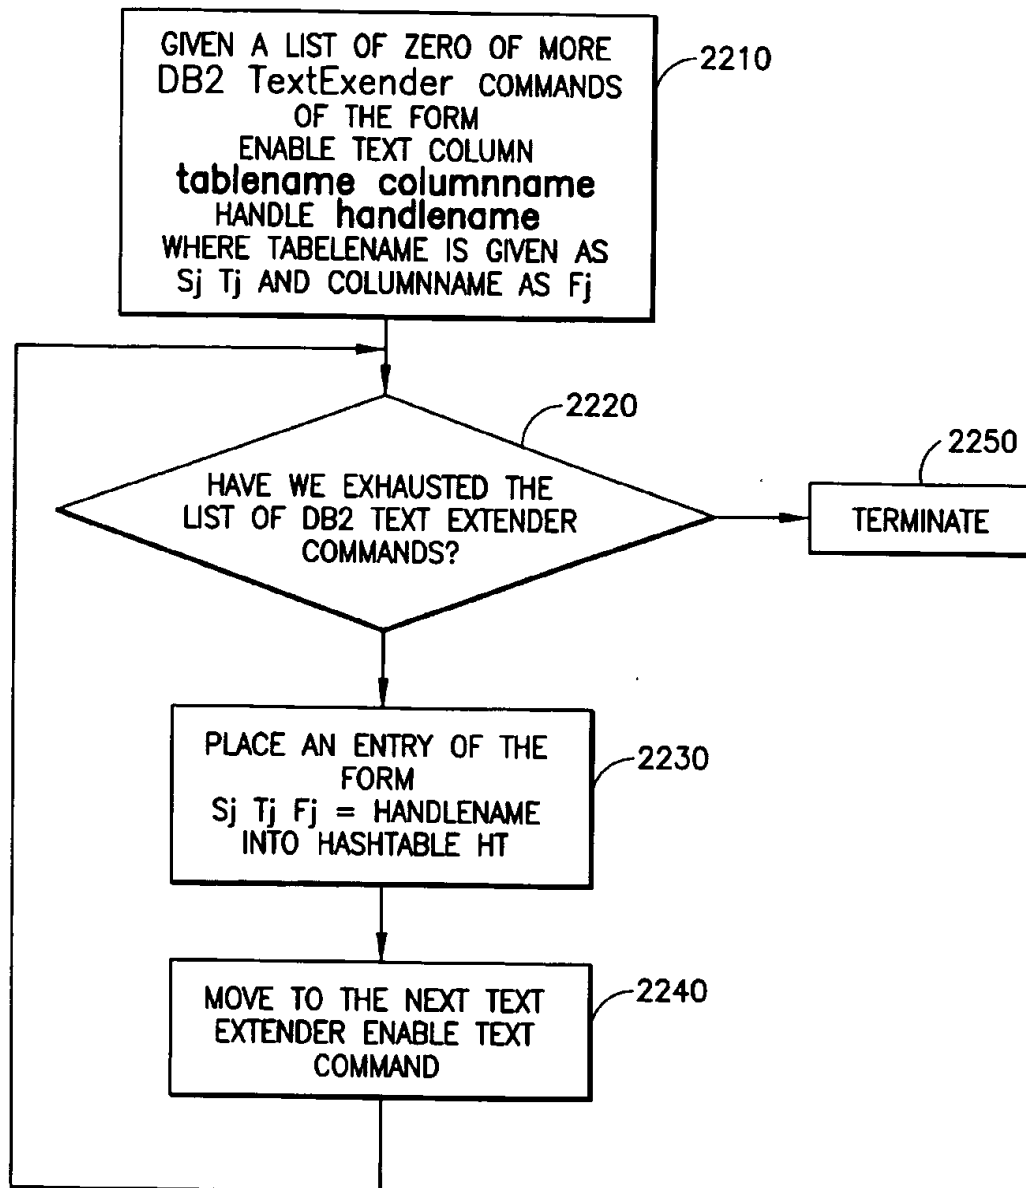 GIVEN A LIST OF ZERO OF MORE
DB2 TextExender COMMANDS
OF THE FORM
ENABLE TEXT COLUMN
tablename columnname
HANDLE handlename
WHERE TABELENAME IS GIVEN AS
Sj Tj AND COLUMNNAME AS Fj
2210
2220
HAVE WE EXHAUSTED THE
LIST OF DB2 TEXT EXTENDER
COMMANDS?
2250
TERMINATE
PLACE AN ENTRY OF THE
FORM
Sj Tj Fj = HANDLENAME
INTO HASHTABLE HT
2230
MOVE TO THE NEXT TEXT
EXTENDER ENABLE TEXT
COMMAND
2240